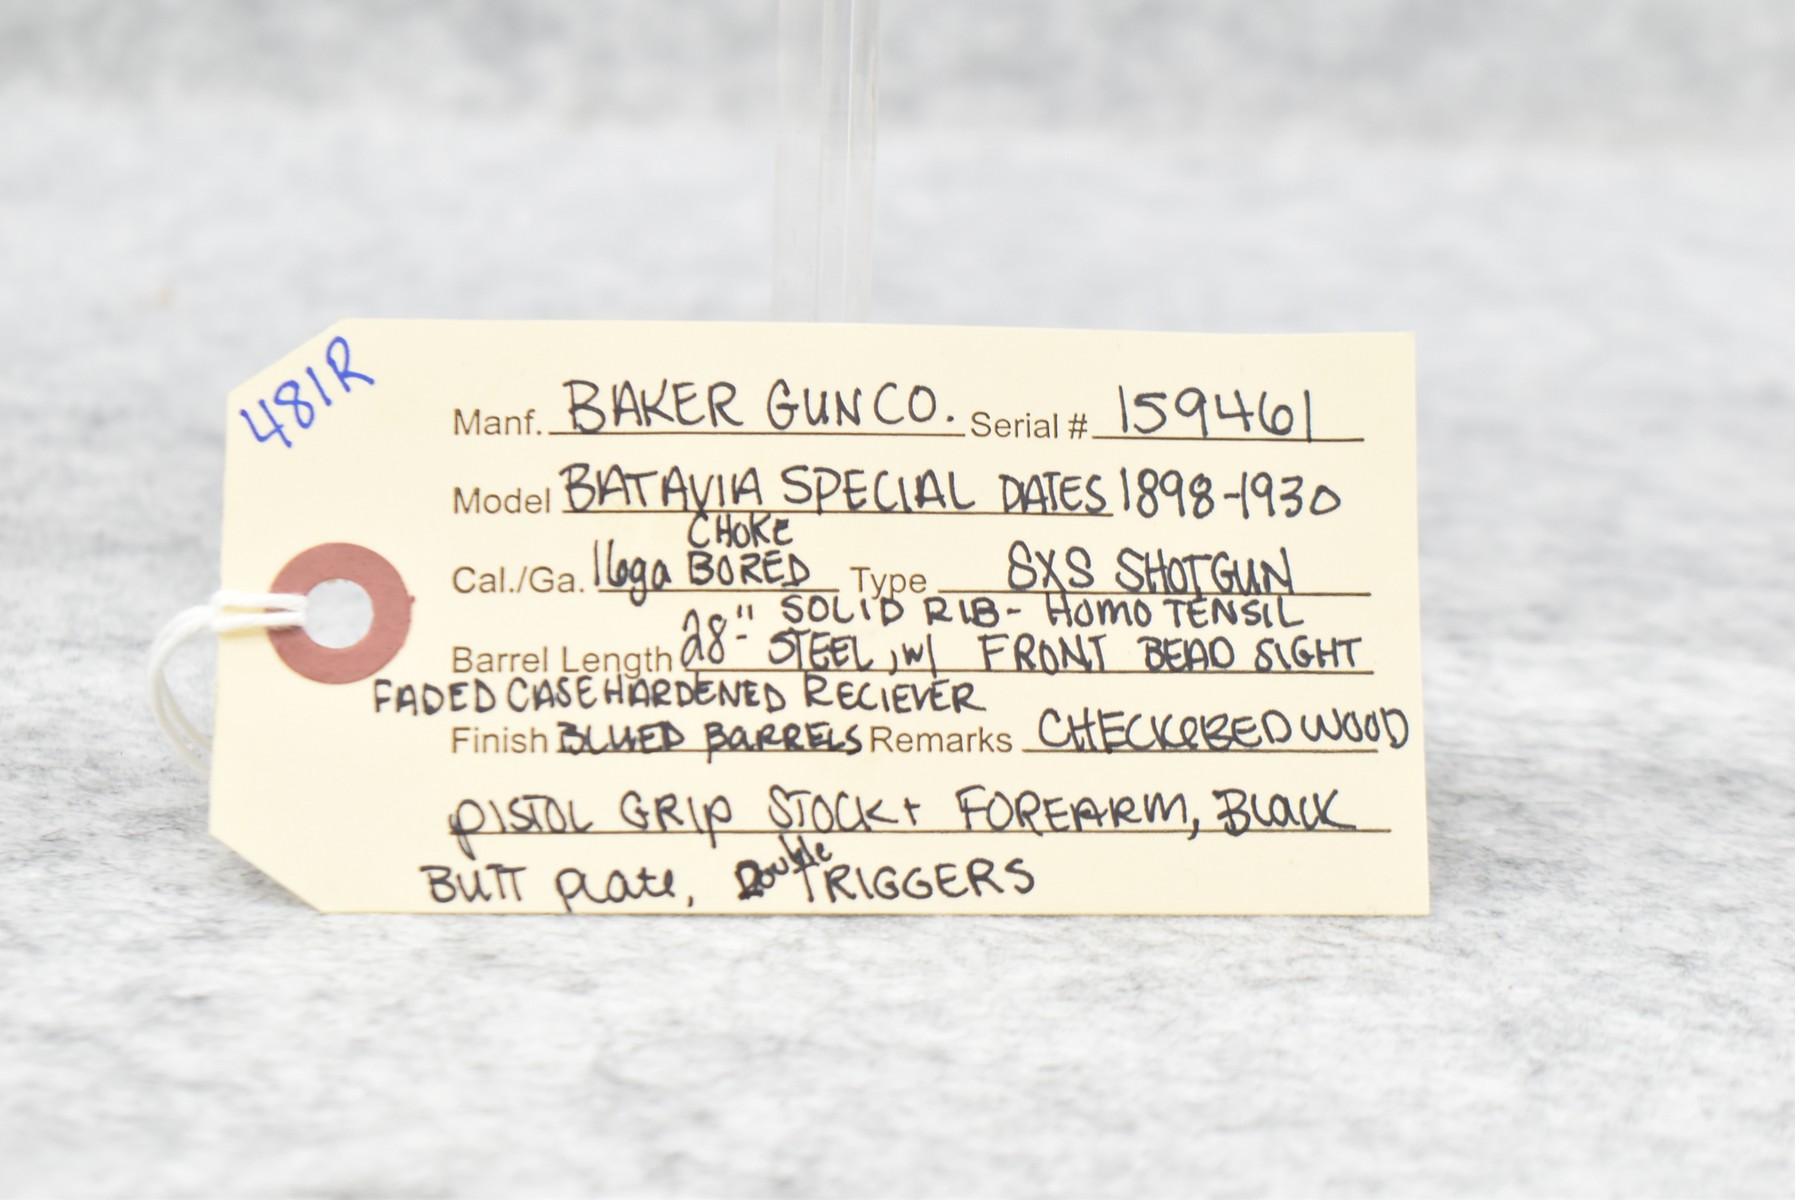 481R
Manf. BAKER GUN CO. Serial # 159461
Model BATAVIA SPECIAL DATES 1898-1930
CHOKE
Cal./Ga. 16ga BORED Type SXS SHOTGUN
SOLID RIB - HOMO TENSIL
Barrel Length 28" - STEEL, W/ FRONT BEAD SIGHT
FADED CASEHARDENED RECIEVER
Finish BLUED BARRELS Remarks CHECKERED WOOD
PISTOL GRIP STOCK + FOREARM, BLACK
BUTT plate, Double TRIGGERS